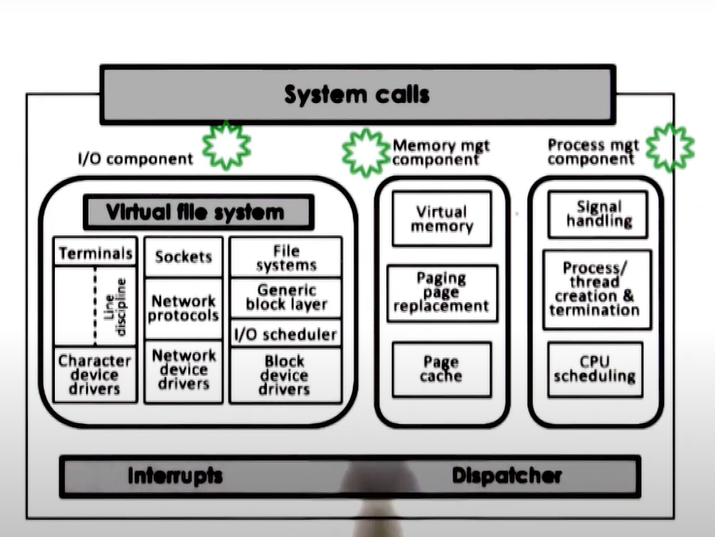 System calls
I/O component
Memory mgt
component
Process mgt
component
Virtual file system
Terminals
Line
discipline
Character
device
drivers
Sockets
Network
protocols
Network
device
drivers
File
systems
Generic
block layer
I/O scheduler
Block
device
drivers
Virtual
memory
Paging
page
replacement
Page
cache
Signal
handling
Process/
thread
creation &
termination
CPU
scheduling
Interrupts
Dispatcher